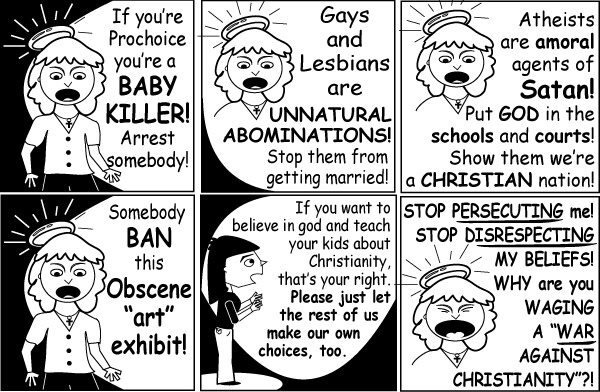 If you're
Prochoice
you're a
BABY
KILLER!
Arrest
somebody!
Gays
and
Lesbians
are
UNNATURAL
ABOMINATIONS!
Stop them from
getting married!
Atheists
are amoral
agents of
Satan!
Put GOD in the
schools and courts!
Show them we're
a CHRISTIAN nation!
Somebody
BAN
this
Obscene
"art"
exhibit!
If you want to
believe in god and teach
your kids about
Christianity,
that's your right.
Please just let
the rest of us
make our own
choices, too.
STOP PERSECUTING me!
STOP DISRESPECTING
MY BELIEFS!
WHY are you
WAGING
A "WAR
AGAINST
CHRISTIANITY"?!